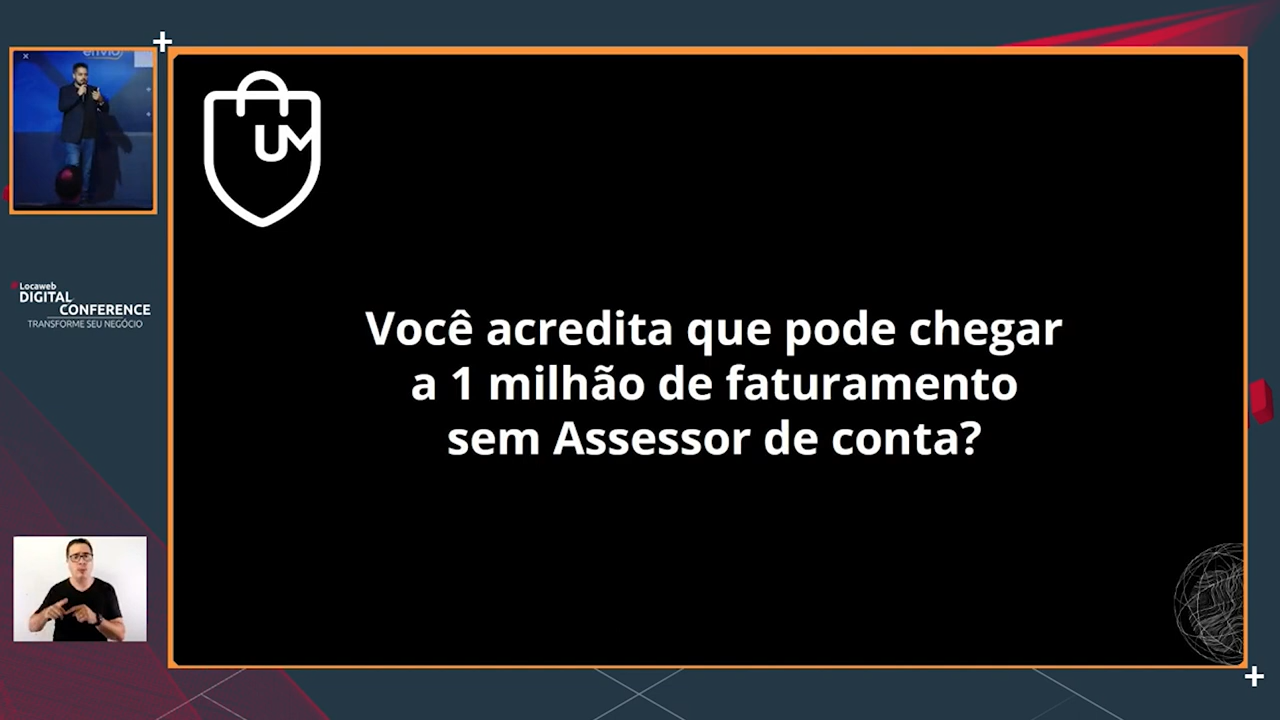 envio
Locaweb
DIGITAL
CONFERENCE
TRANSFORME SEU NEGÓCIO
UM
Você acredita que pode chegar
a 1 milhão de faturamento
sem Assessor de conta?